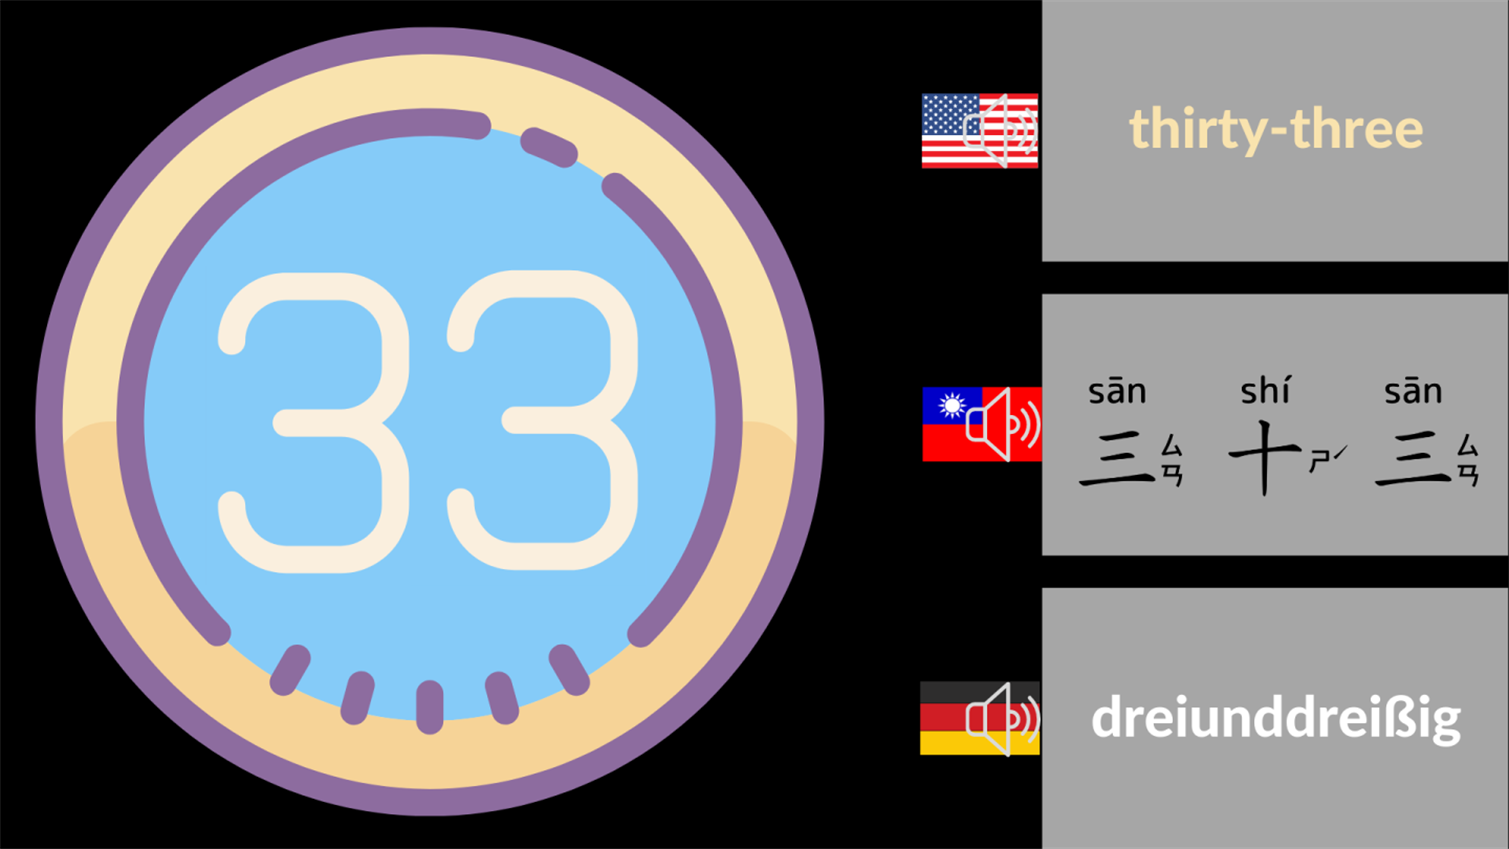 33
thirty-three
sān shí sān
三ㄙㄢ 十ㄕˊ 三ㄙㄢ
dreiunddreißig